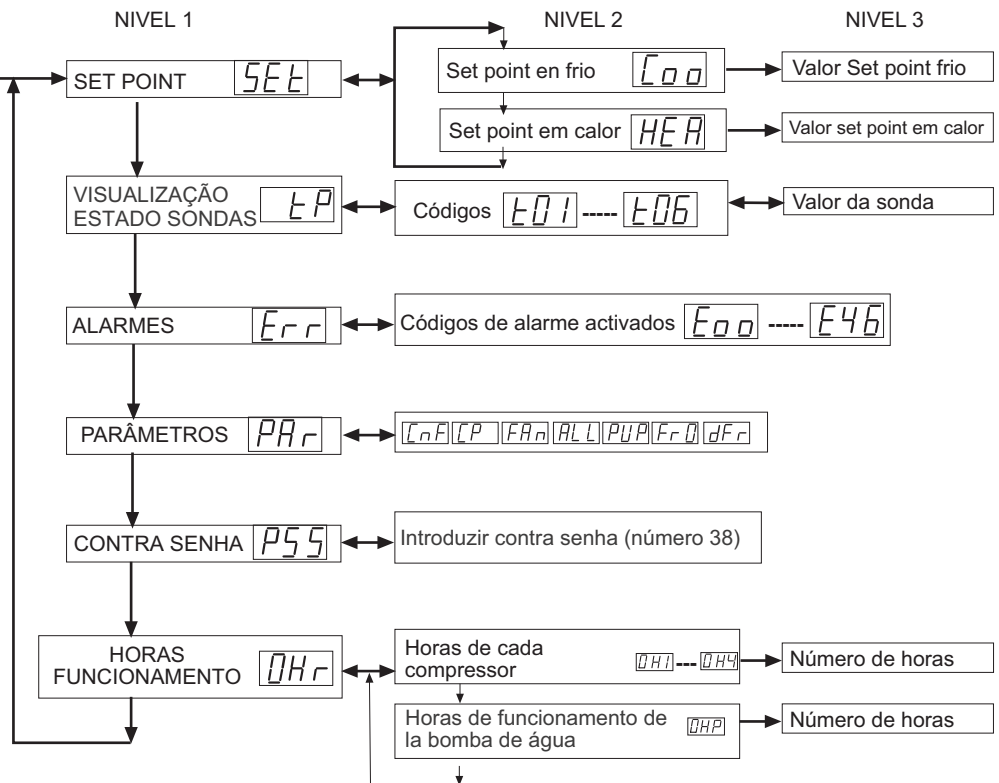 NIVEL 1
NIVEL 2
NIVEL 3
SET POINT SEt
Set point en frio Coo
Valor Set point frio
Set point em calor HEA
Valor set point em calor
VISUALIZAÇÃO
ESTADO SONDAS tP
Códigos t01 ----- t06
Valor da sonda
ALARMES Err
Códigos de alarme activados Eoo ----- E46
PARÂMETROS PAr
CnF CP FAn ALL PUP Fr0 dFr
CONTRA SENHA PSS
Introduzir contra senha (número 38)
HORAS
FUNCIONAMENTO OHr
Horas de cada
compressor OH1 --- OH4
Número de horas
Horas de funcionamento de
la bomba de água OHP
Número de horas